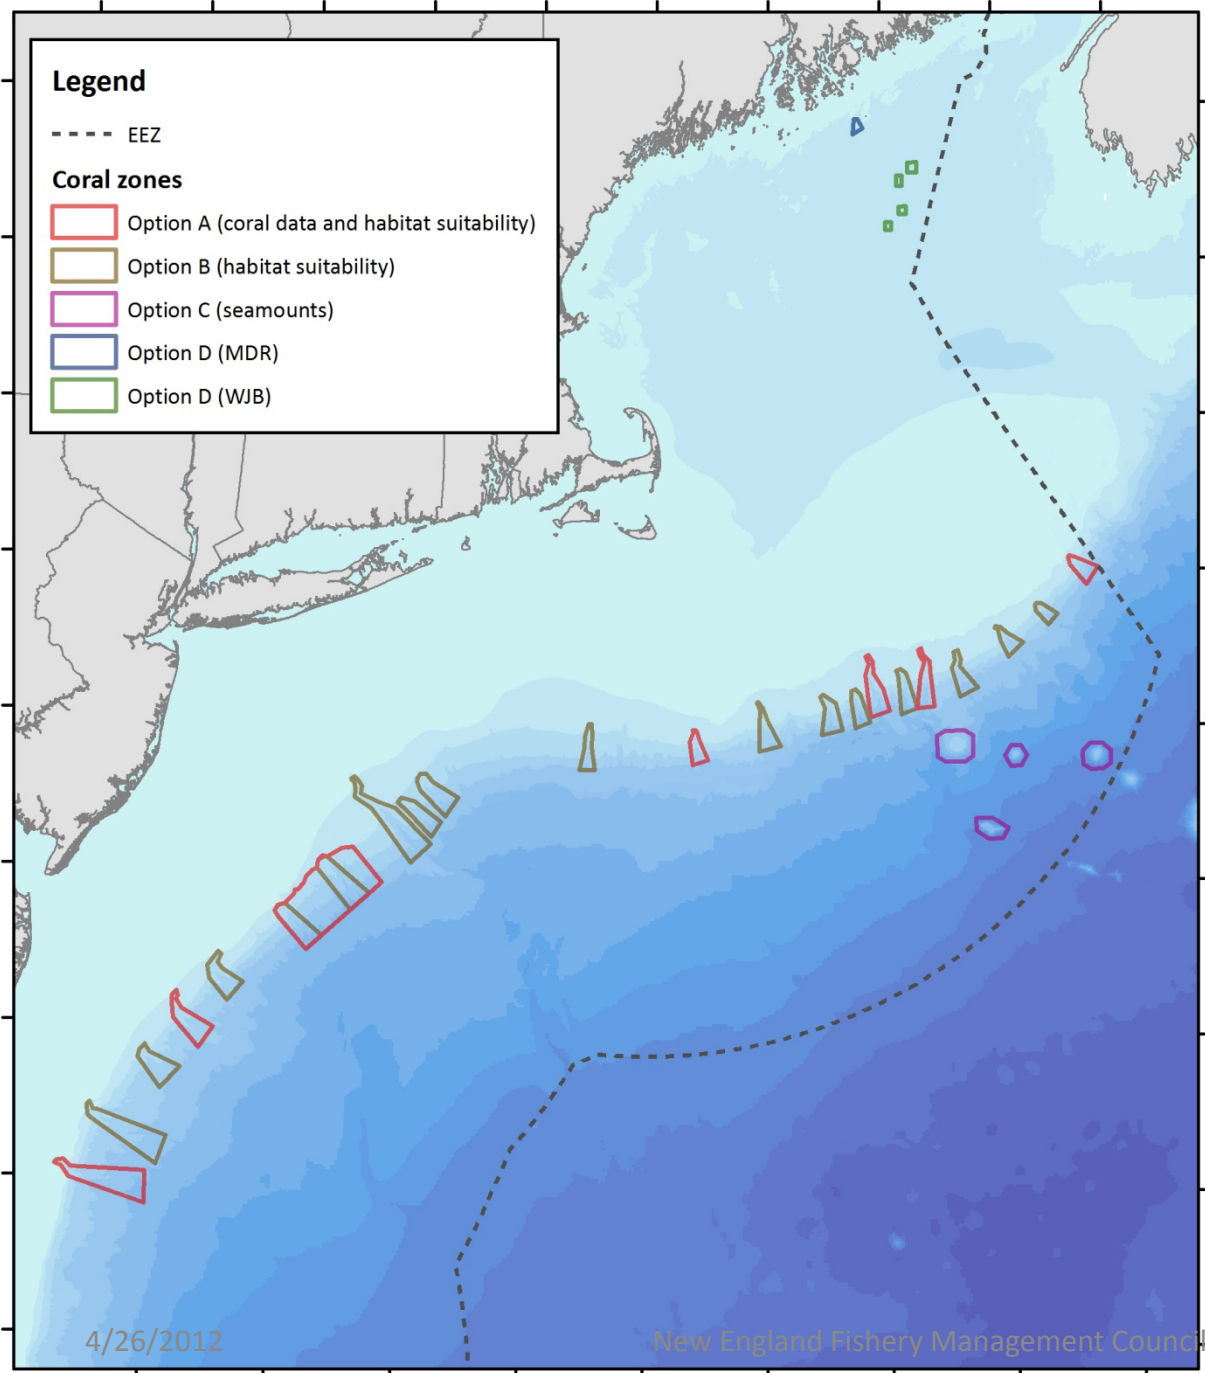 Legend
EEZ
Coral zones
Option A (coral data and habitat suitability)
Option B (habitat suitability)
Option C (seamounts)
Option D (MDR)
Option D (WJB)
4/26/2012
New England Fishery Management Council